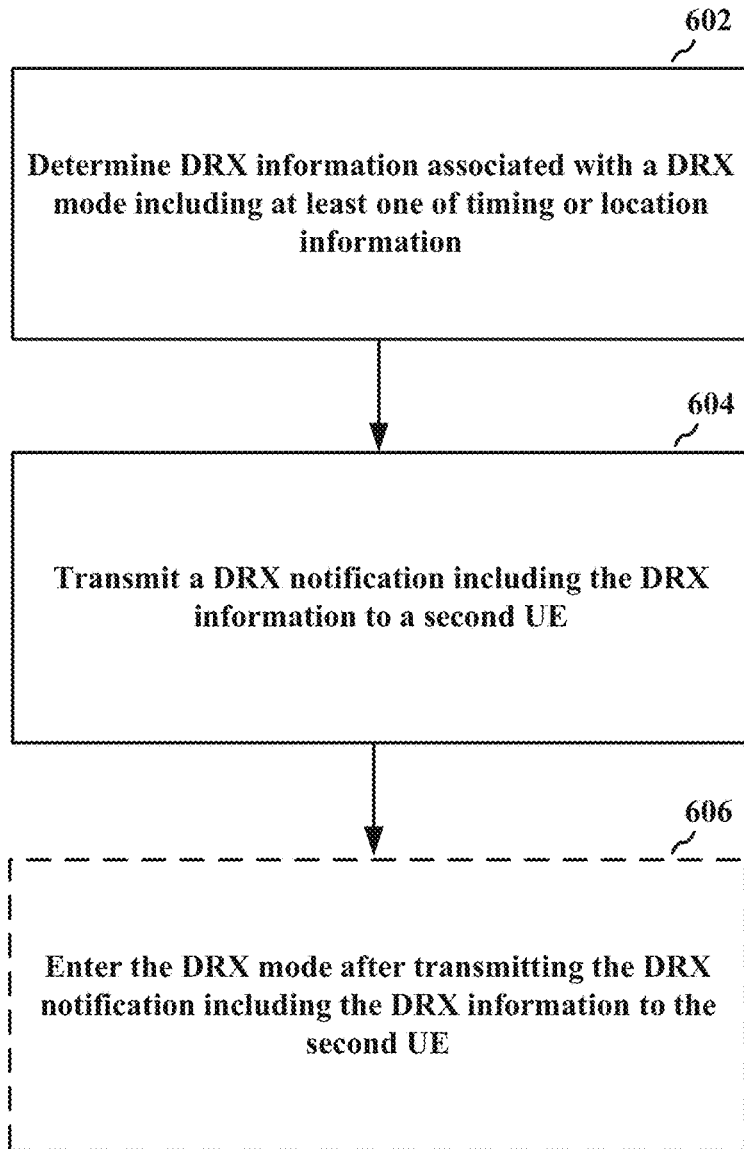 602
Determine DRX information associated with a DRX
mode including at least one of timing or location
information
604
Transmit a DRX notification including the DRX
information to a second UE
606
Enter the DRX mode after transmitting the DRX
notification including the DRX information to the
second UE